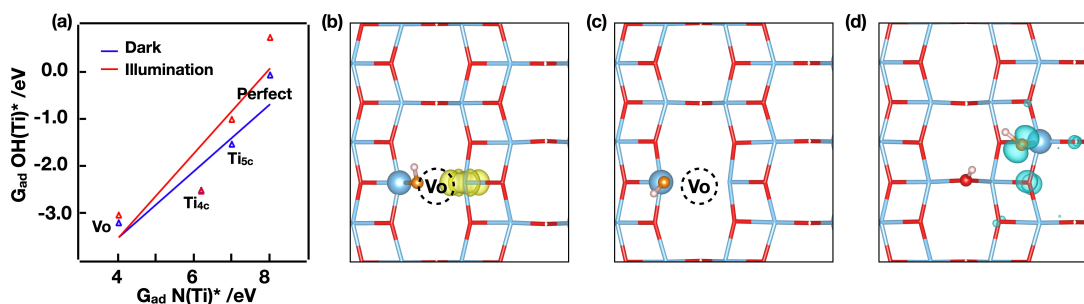 (a)
G_ad OH(Ti)* /eV
0.0
-1.0
-2.0
-3.0
Dark
Illumination
Perfect
Ti5c
Ti4c
Vo
4
6
8
G_ad N(Ti)* /eV
(b)
Vo
(c)
Vo
(d)